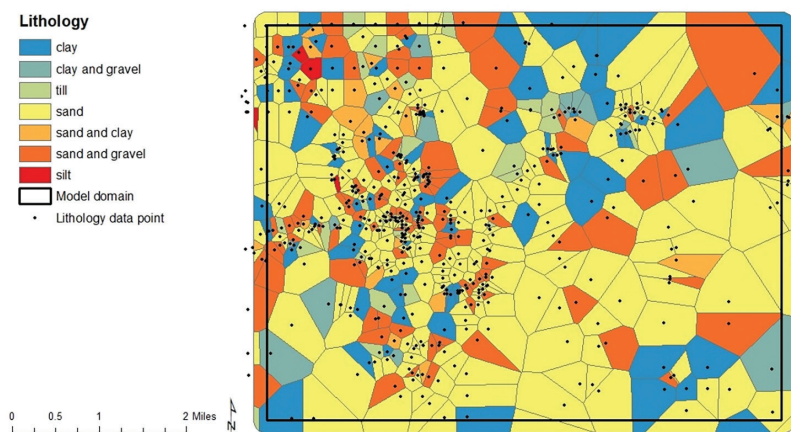 Lithology
clay
clay and gravel
till
sand
sand and clay
sand and gravel
silt
Model domain
Lithology data point
0 0.5 1 2 Miles
N